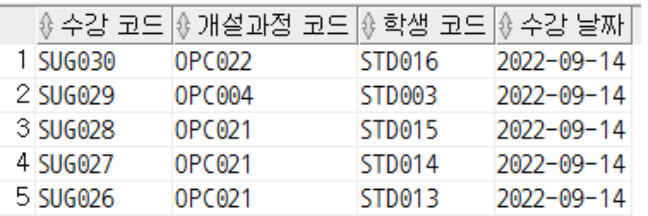 수강 코드 개설과정 코드 학생 코드 수강 날짜
1 SUG030 OPC022 STD016 2022-09-14
2 SUG029 OPC004 STD003 2022-09-14
3 SUG028 OPC021 STD015 2022-09-14
4 SUG027 OPC021 STD014 2022-09-14
5 SUG026 OPC021 STD013 2022-09-14